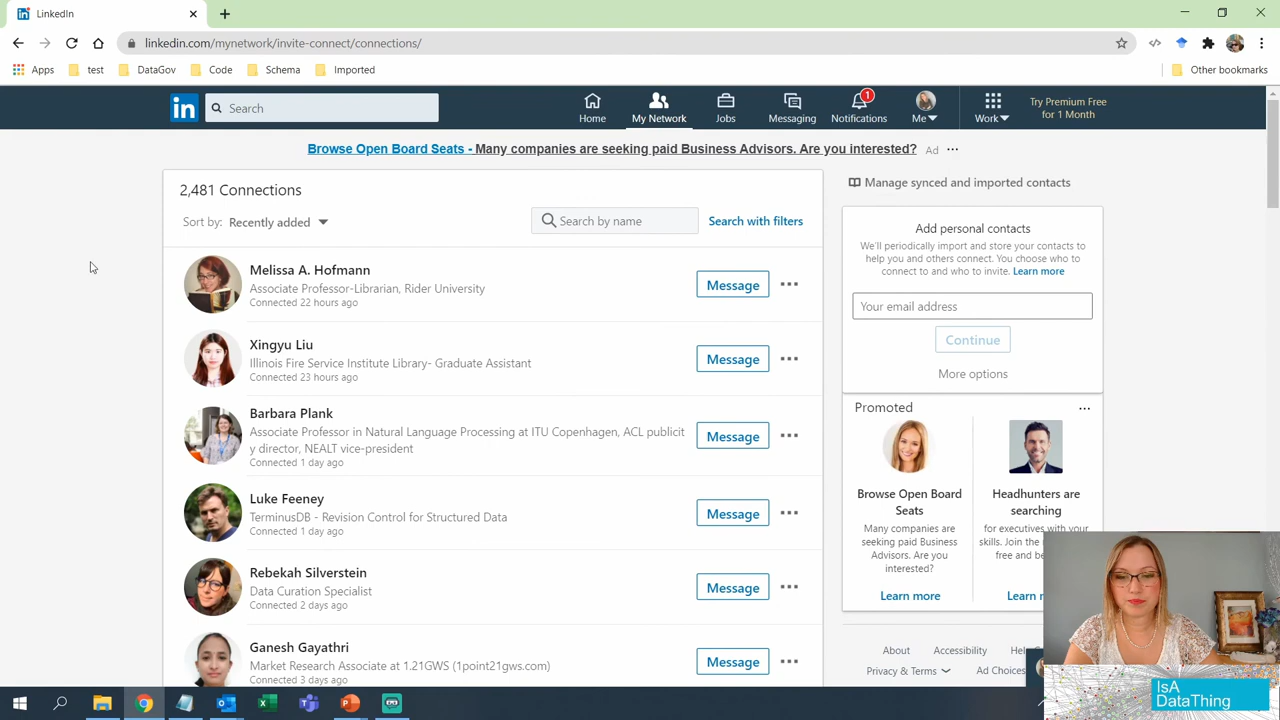 LinkedIn
linkedin.com/mynetwork/invite-connect/connections/
Apps test DataGov Code Schema Imported Other bookmarks
in Search
Home My Network Jobs Messaging 1 Notifications Me Work
Try Premium Free
for 1 Month
Browse Open Board Seats - Many companies are seeking paid Business Advisors. Are you interested? Ad ...
2,481 Connections
Sort by: Recently added
Search by name Search with filters
Melissa A. Hofmann
Associate Professor-Librarian, Rider University
Connected 22 hours ago
Message
Xingyu Liu
Illinois Fire Service Institute Library- Graduate Assistant
Connected 23 hours ago
Message
Barbara Plank
Associate Professor in Natural Language Processing at ITU Copenhagen, ACL publicit
y director, NEALT vice-president
Connected 1 day ago
Message
Luke Feeney
TerminusDB - Revision Control for Structured Data
Connected 1 day ago
Message
Rebekah Silverstein
Data Curation Specialist
Connected 2 days ago
Message
Ganesh Gayathri
Market Research Associate at 1.21GWS (1point21gws.com)
Connected 3 days ago
Message
Manage synced and imported contacts
Add personal contacts
We'll periodically import and store your contacts to
help you and others connect. You choose who to
connect to and who to invite. Learn more
Your email address
Continue
More options
Promoted
Browse Open Board
Seats
Many companies are
seeking paid Business
Advisors. Are you
interested?
Learn more
Headhunters are
searching
for executives with your
skills. Join the
free and be
Learn
About Accessibility
Privacy & Terms Ad Choices
IsA
DataThing